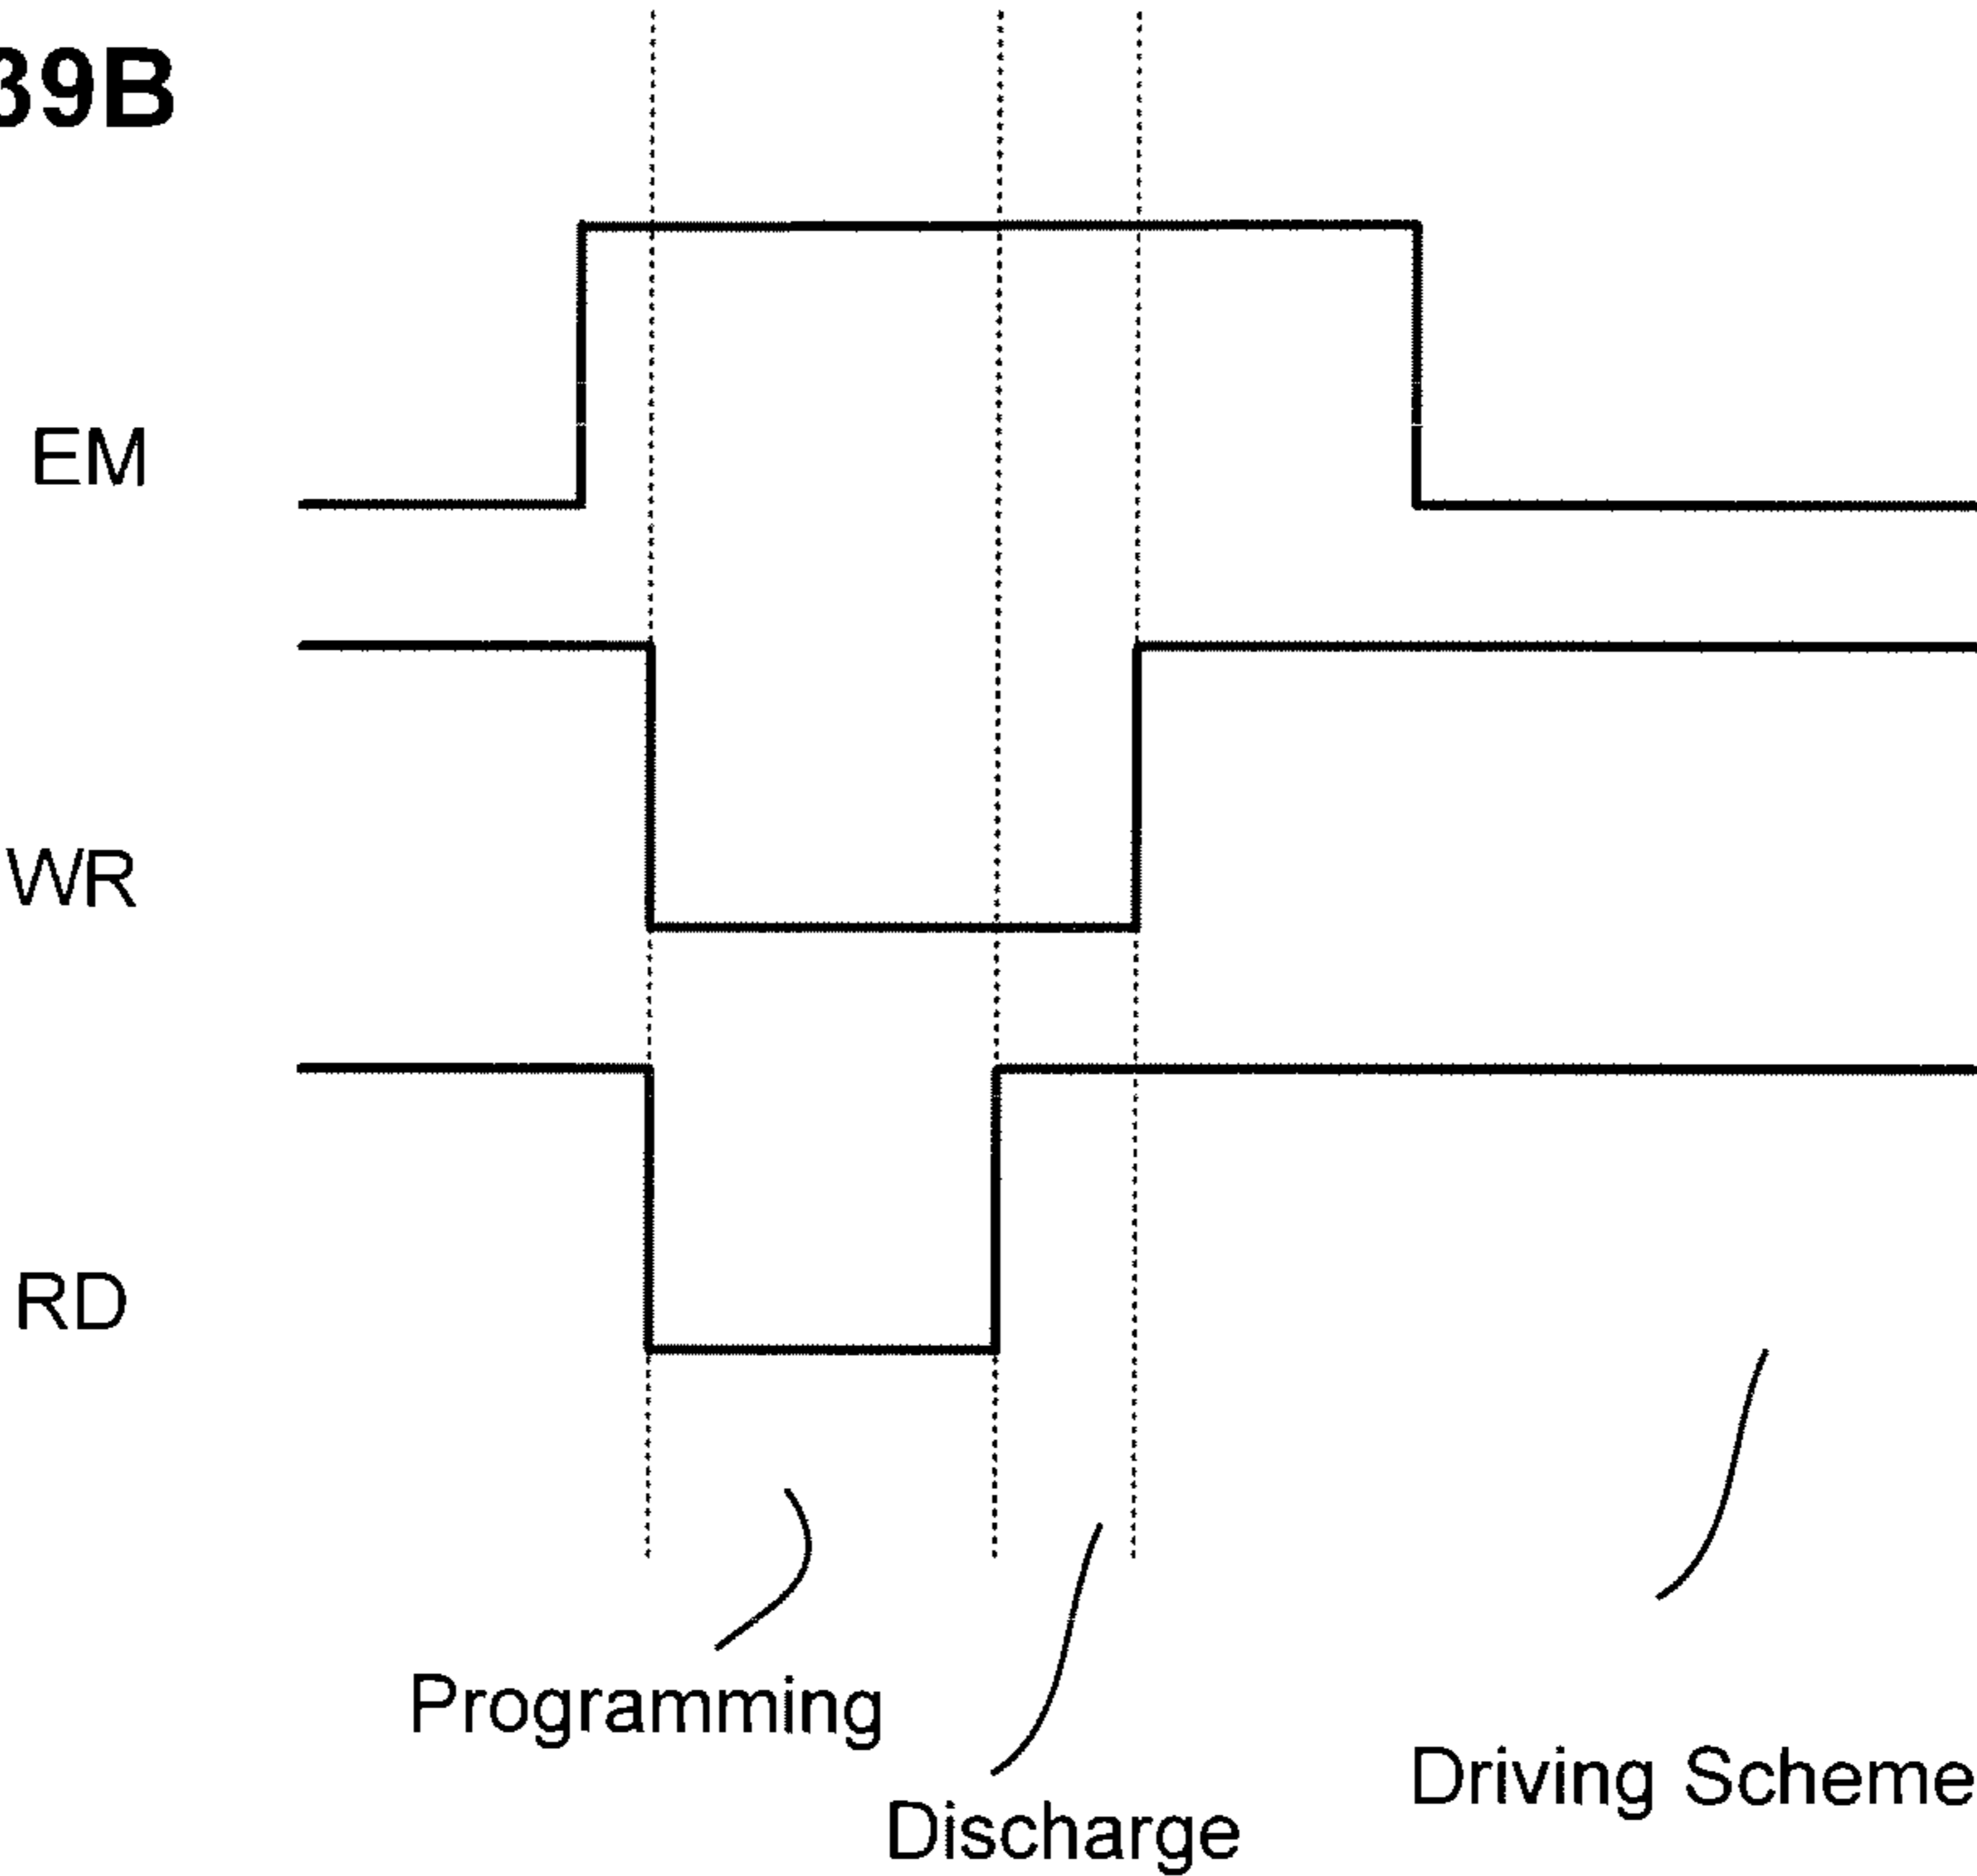 39B
EM
WR
RD
Programming
Discharge
Driving Scheme